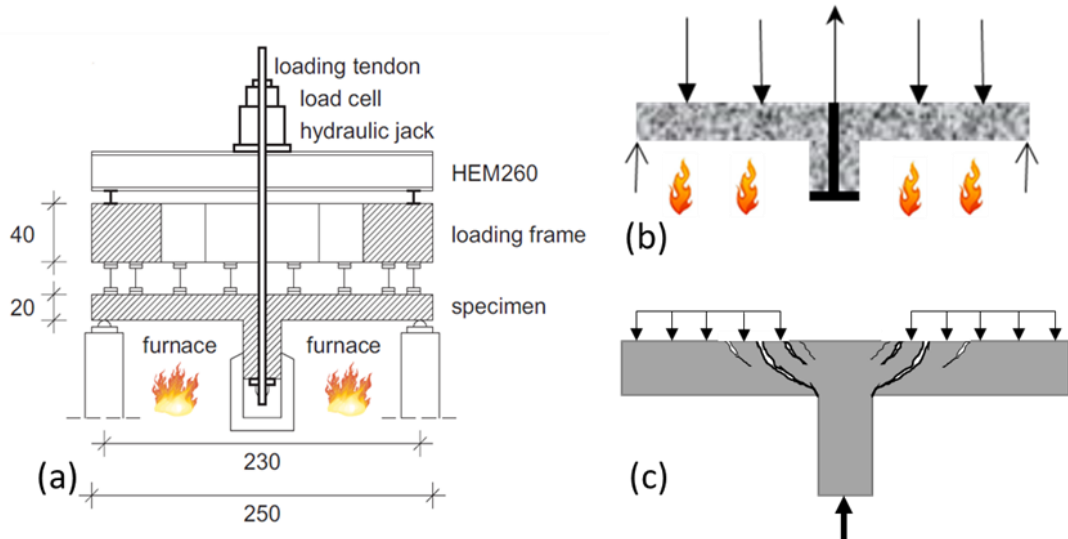 loading tendon
load cell
hydraulic jack
HEM260
40
loading frame
20
specimen
furnace furnace
230
250
(a)
(b)
(c)